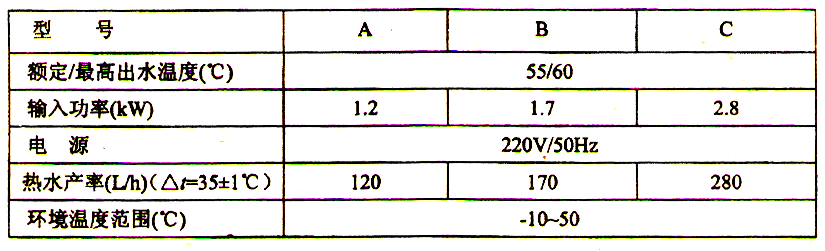 型 号 A B C
额定/最高出水温度(℃) 55/60
输入功率(kW) 1.2 1.7 2.8
电 源 220V/50Hz
热水产率(L/h)(△t=35±1℃) 120 170 280
环境温度范围(℃) -10~50